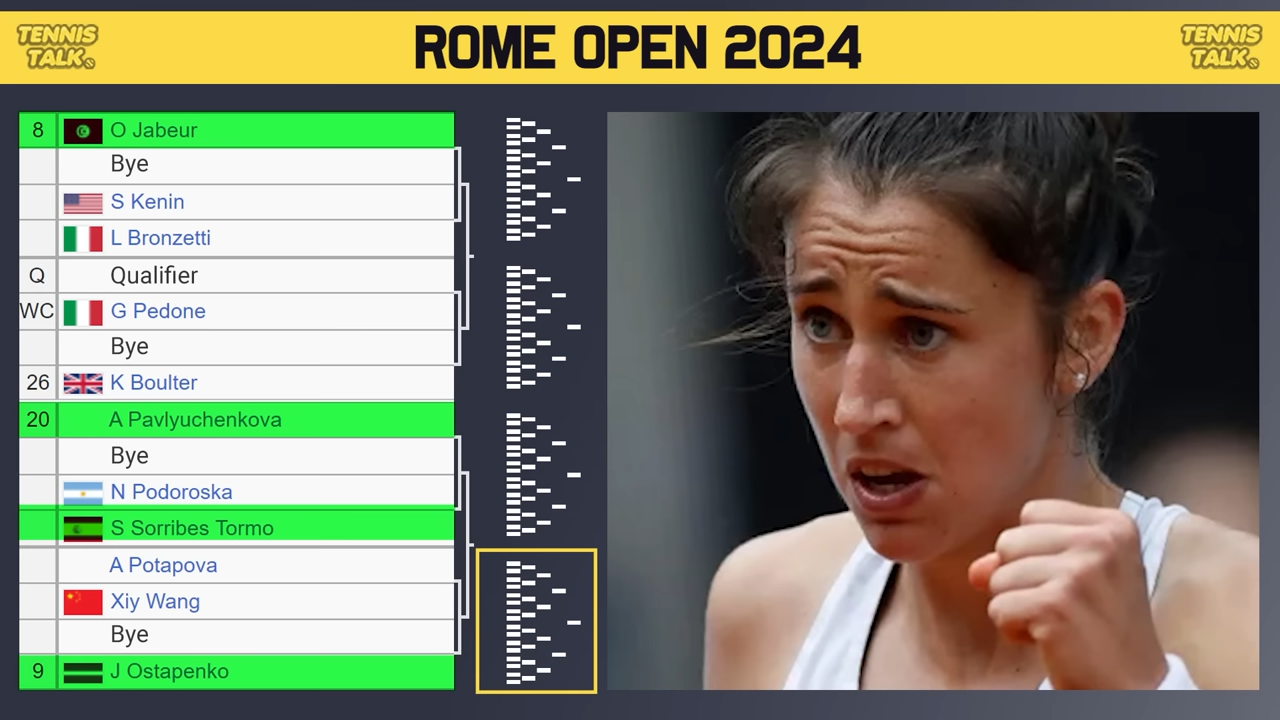 TENNIS
TALK
ROME OPEN 2024
TENNIS
TALK
8 O Jabeur
Bye
S Kenin
L Bronzetti
Q Qualifier
WC G Pedone
Bye
26 K Boulter
20 A Pavlyuchenkova
Bye
N Podoroska
S Sorribes Tormo
A Potapova
Xiy Wang
Bye
9 J Ostapenko